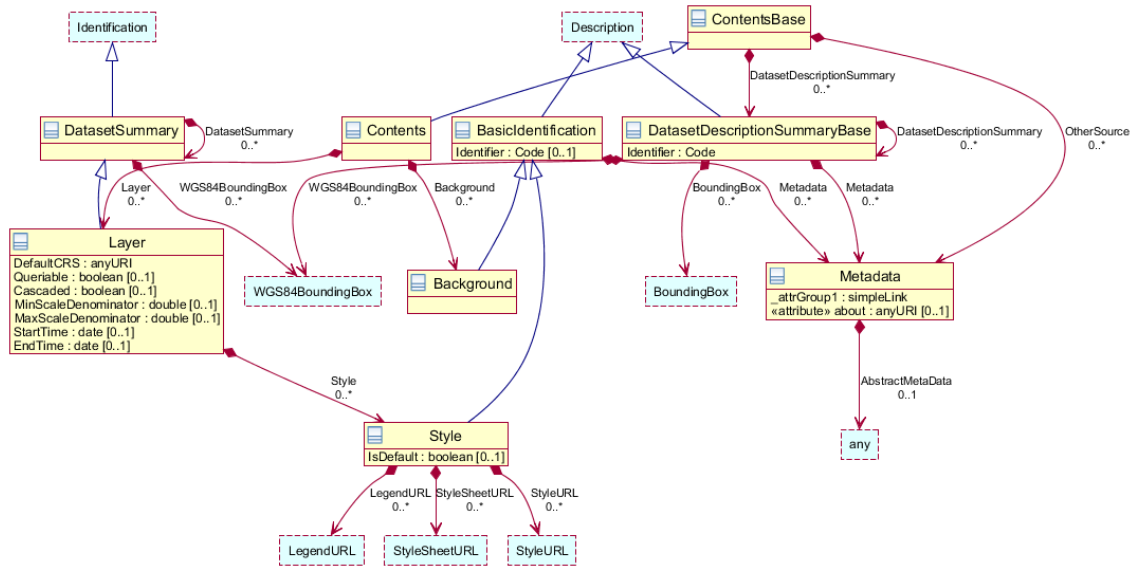 Identification
Description
ContentsBase
DatasetDescriptionSummary
0..*
DatasetSummary
DatasetSummary
0..*
Contents
BasicIdentification
Identifier : Code [0..1]
DatasetDescriptionSummaryBase
Identifier : Code
DatasetDescriptionSummary
0..*
OtherSource
0..*
Layer
0..*
WGS84BoundingBox
0..*
WGS84BoundingBox
0..*
Background
0..*
BoundingBox
0..*
Metadata
0..*
Metadata
0..*
Layer
DefaultCRS : anyURI
Queriable : boolean [0..1]
Cascaded : boolean [0..1]
MinScaleDenominator : double [0..1]
MaxScaleDenominator : double [0..1]
StartTime : date [0..1]
EndTime : date [0..1]
WGS84BoundingBox
Background
BoundingBox
Metadata
_attrGroup1 : simpleLink
«attribute» about : anyURI [0..1]
Style
0..*
AbstractMetaData
0..1
Style
IsDefault : boolean [0..1]
any
LegendURL
0..*
StyleSheetURL
0..*
StyleURL
0..*
LegendURL
StyleSheetURL
StyleURL